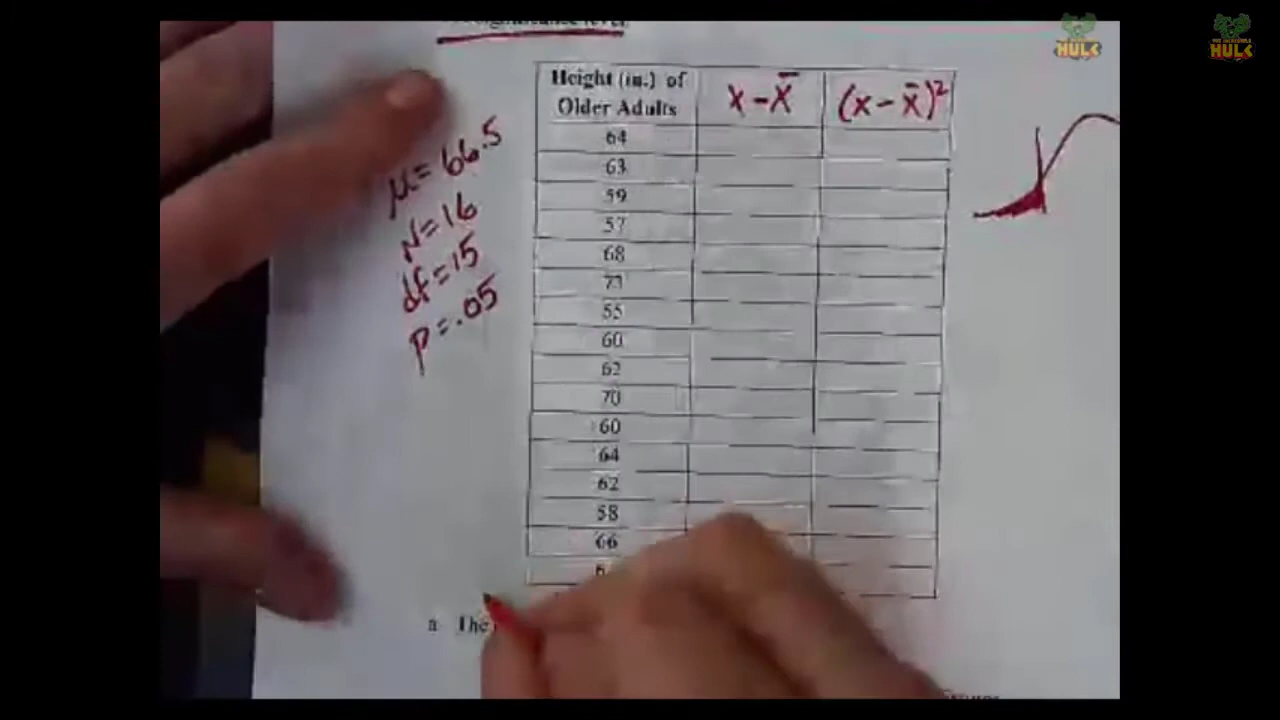 HULK
HULK
Height (in.) of
Older Adults
x - x̄
(x - x̄)²
64
63
59
57
68
73
55
60
62
70
60
64
62
58
66
μ = 66.5
N = 16
df = 15
p = .05
a The